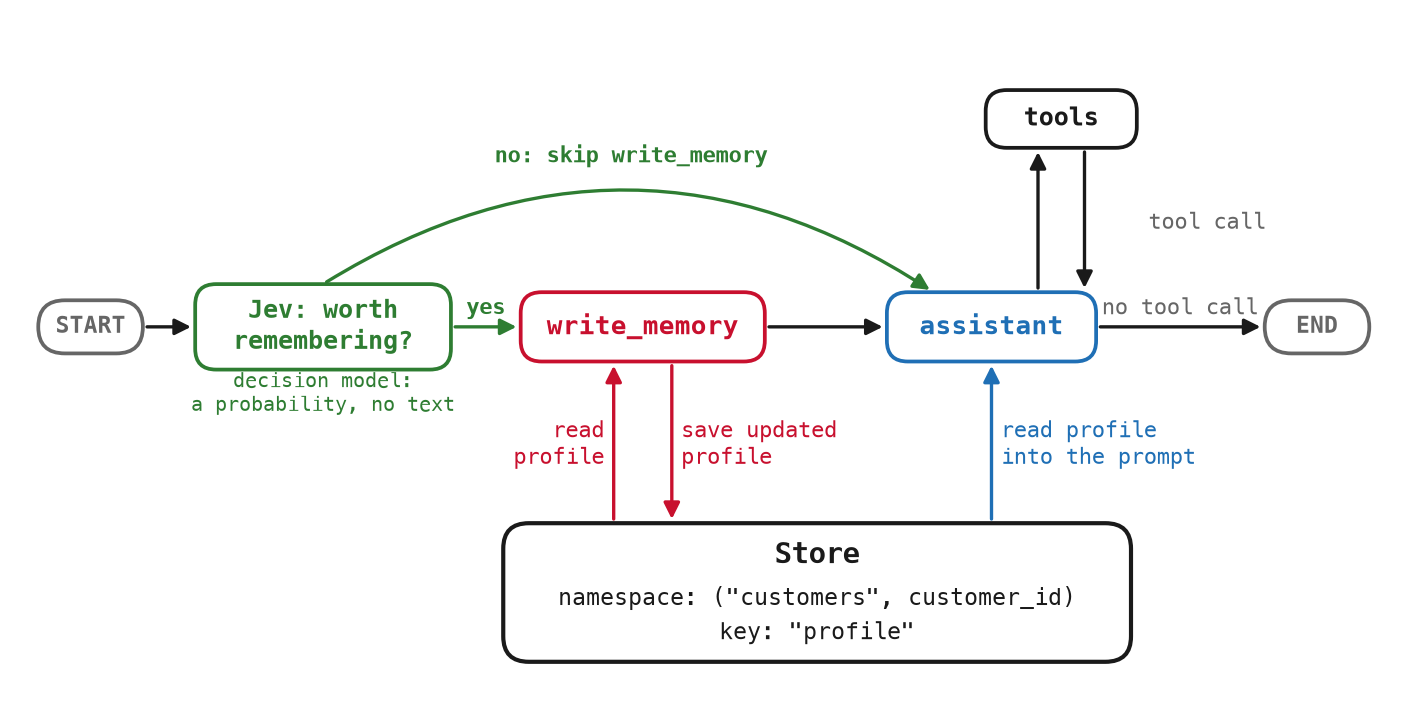 tools
no: skip write_memory
tool call
START
Jev: worth
remembering?
yes
write_memory
assistant
no tool call
END
decision model:
a probability, no text
read
profile
save updated
profile
read profile
into the prompt
Store
namespace: ("customers", customer_id)
key: "profile"